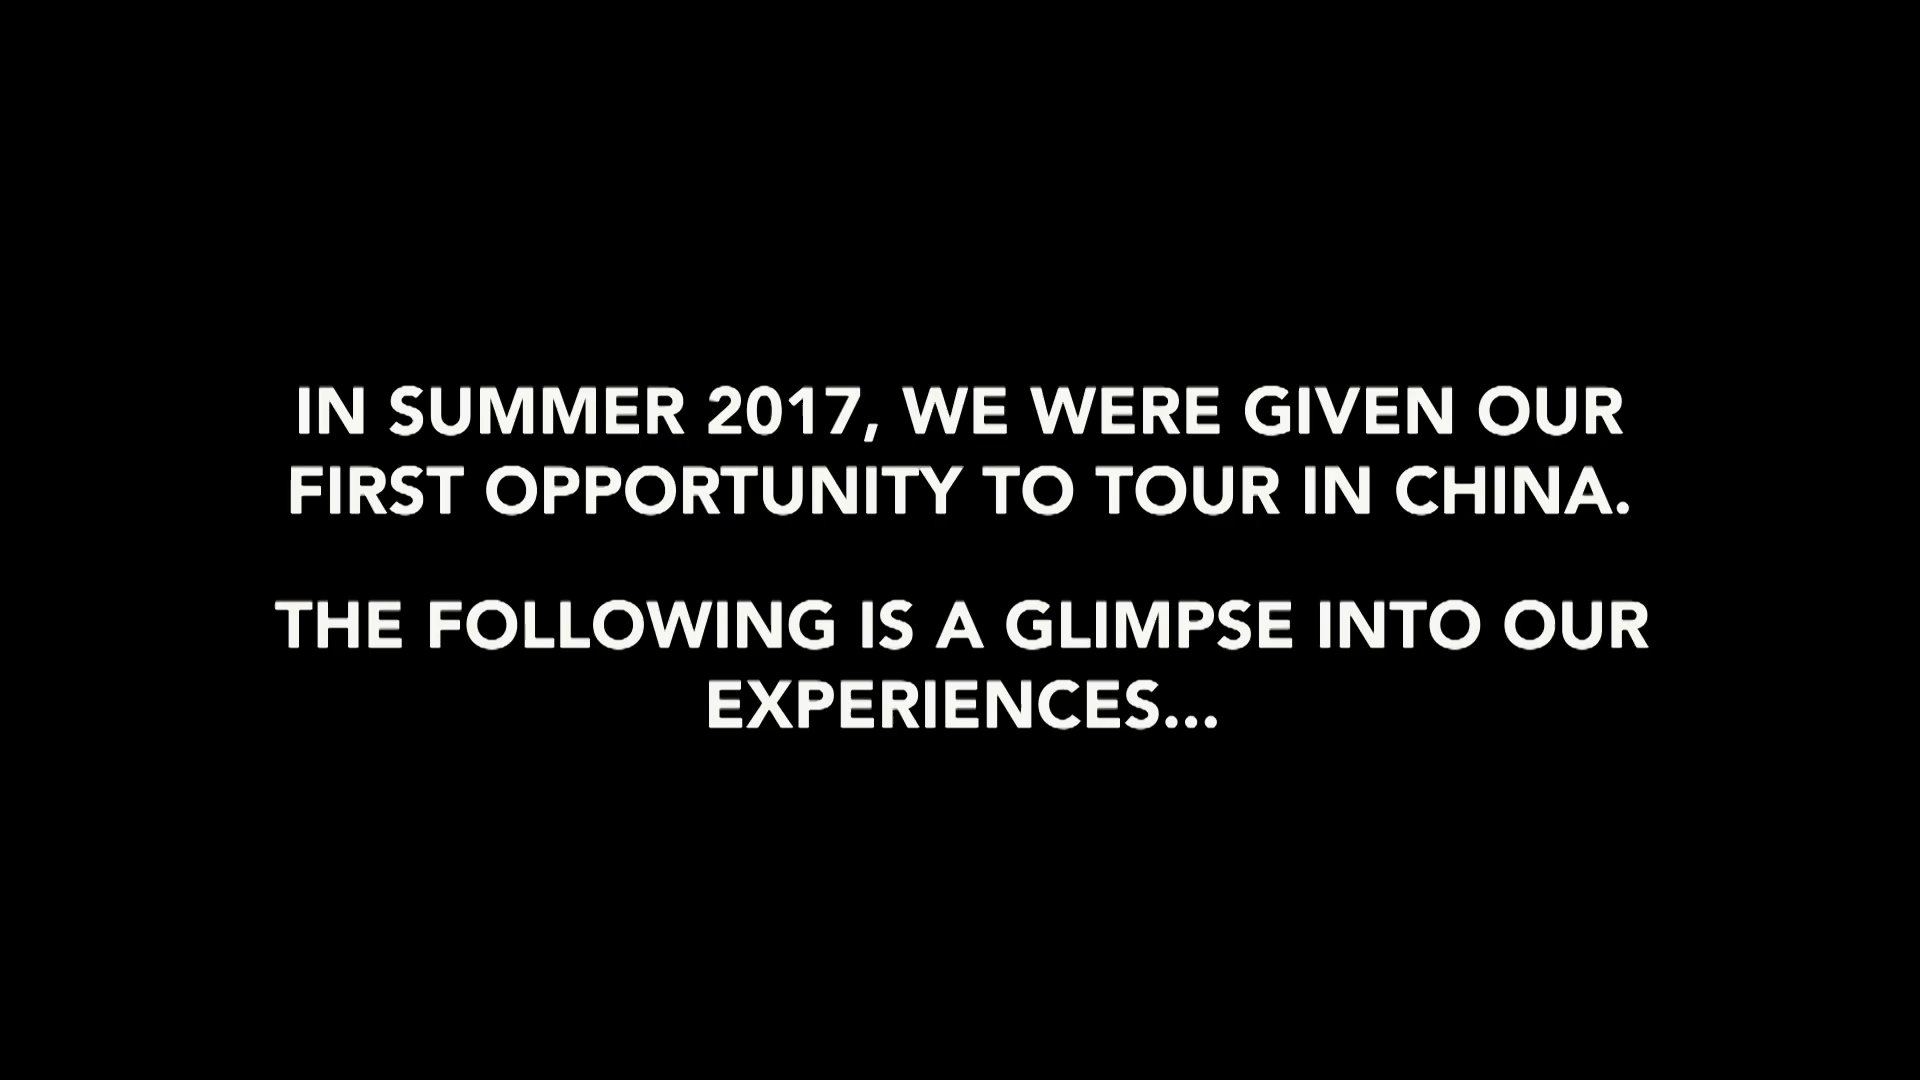 IN SUMMER 2017, WE WERE GIVEN OUR
FIRST OPPORTUNITY TO TOUR IN CHINA.
THE FOLLOWING IS A GLIMPSE INTO OUR
EXPERIENCES...